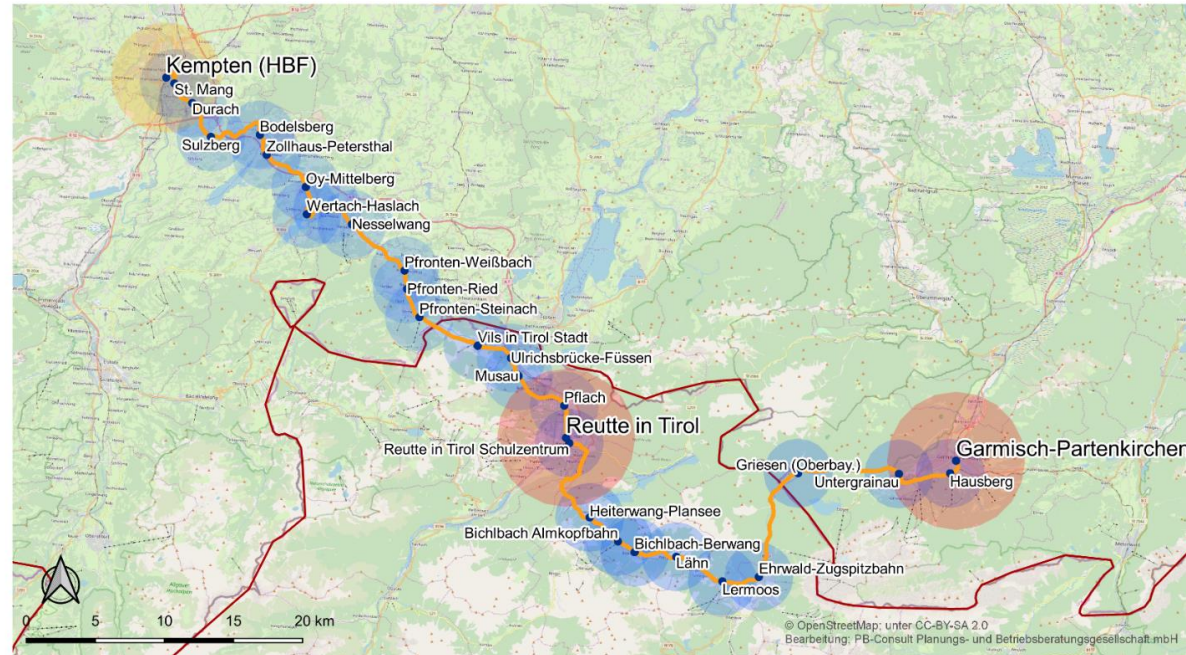 Kempten (HBF)
St. Mang
Durach
Bodelsberg
Sulzberg
Zollhaus-Petersthal
Oy-Mittelberg
Wertach-Haslach
Nesselwang
Pfronten-Weißbach
Pfronten-Ried
Pfronten-Steinach
Vils in Tirol Stadt
Ulrichsbrücke-Füssen
Musau
Pflach
Reutte in Tirol
Reutte in Tirol Schulzentrum
Garmisch-Partenkirchen
Griesen (Oberbay.)
Untergrainau
Hausberg
Heiterwang-Plansee
Bichlbach Almkopfbahn
Bichlbach-Berwang
Lähn
Ehrwald-Zugspitzbahn
Lermoos
0 5 10 15 20 km
© OpenStreetMap: unter CC-BY-SA 2.0
Bearbeitung: PB-Consult Planungs- und Betriebsberatungsgesellschaft mbH